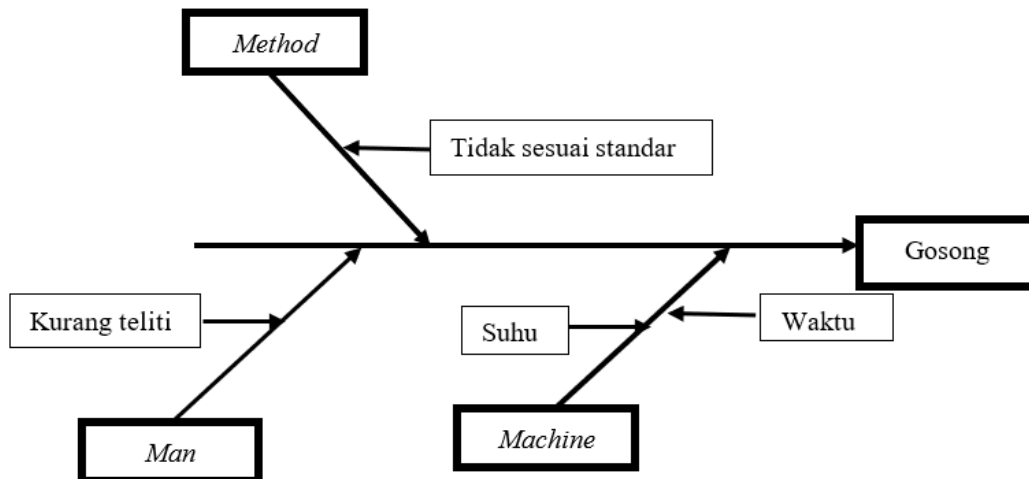 Method
Tidak sesuai standar
Gosong
Kurang teliti
Suhu
Waktu
Man
Machine